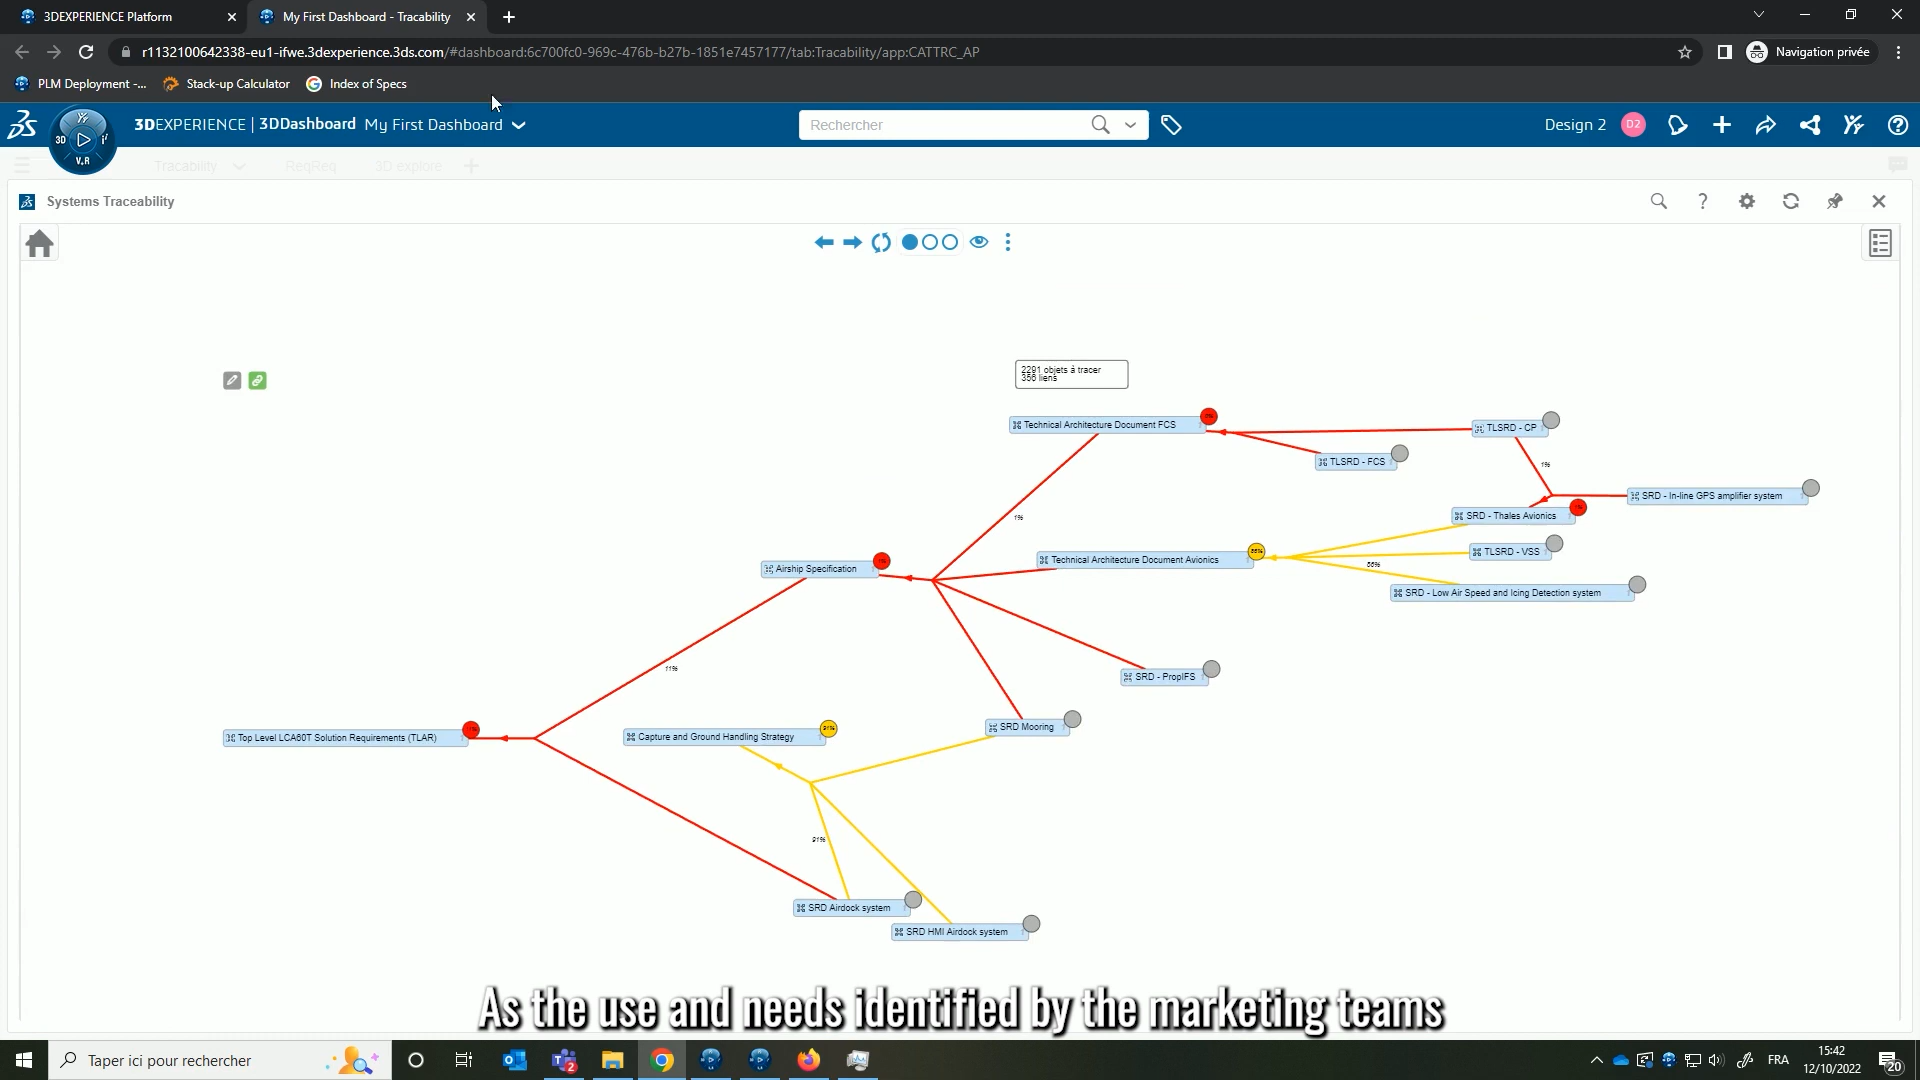 3DEXPERIENCE Platform
My First Dashboard - Tracability
r1132100642338-eu1-ifwe.3dexperience.3ds.com/#dashboard:6c700fc0-969c-476b-b27b-1851e7457177/tab:Tracability/app:CATTRC_AP
Navigation privée
PLM Deployment -...
Stack-up Calculator
Index of Specs
3DEXPERIENCE | 3DDashboard My First Dashboard
Rechercher
Design 2
D2
3D
V.R
Tracability
ReqReq
3D explore
Systems Traceability
2291 objets à tracer
356 liens
Technical Architecture Document FCS
TLSRD - CP
TLSRD - FCS
1%
SRD - In-line GPS amplifier system
SRD - Thales Avionics
1%
Technical Architecture Document Avionics
TLSRD - VSS
Airship Specification
SRD - Low Air Speed and Icing Detection system
11%
SRD - PropIFS
SRD Mooring
Top Level LCA60T Solution Requirements (TLAR)
Capture and Ground Handling Strategy
91%
SRD Airdock system
SRD HMI Airdock system
As the use and needs identified by the marketing teams
Taper ici pour rechercher
2
FRA
15:42
12/10/2022
20